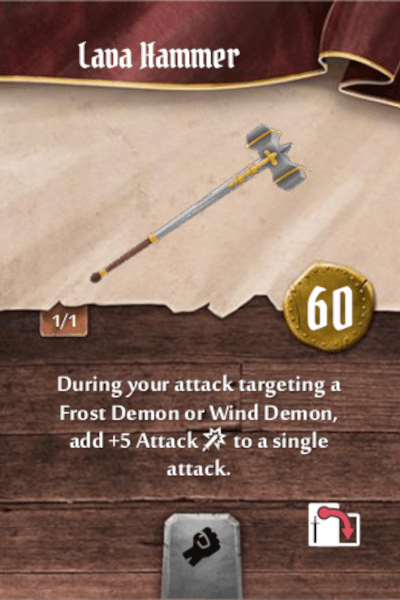 Lava Hammer
1/1
60
During your attack targeting a
Frost Demon or Wind Demon,
add +5 Attack to a single
attack.